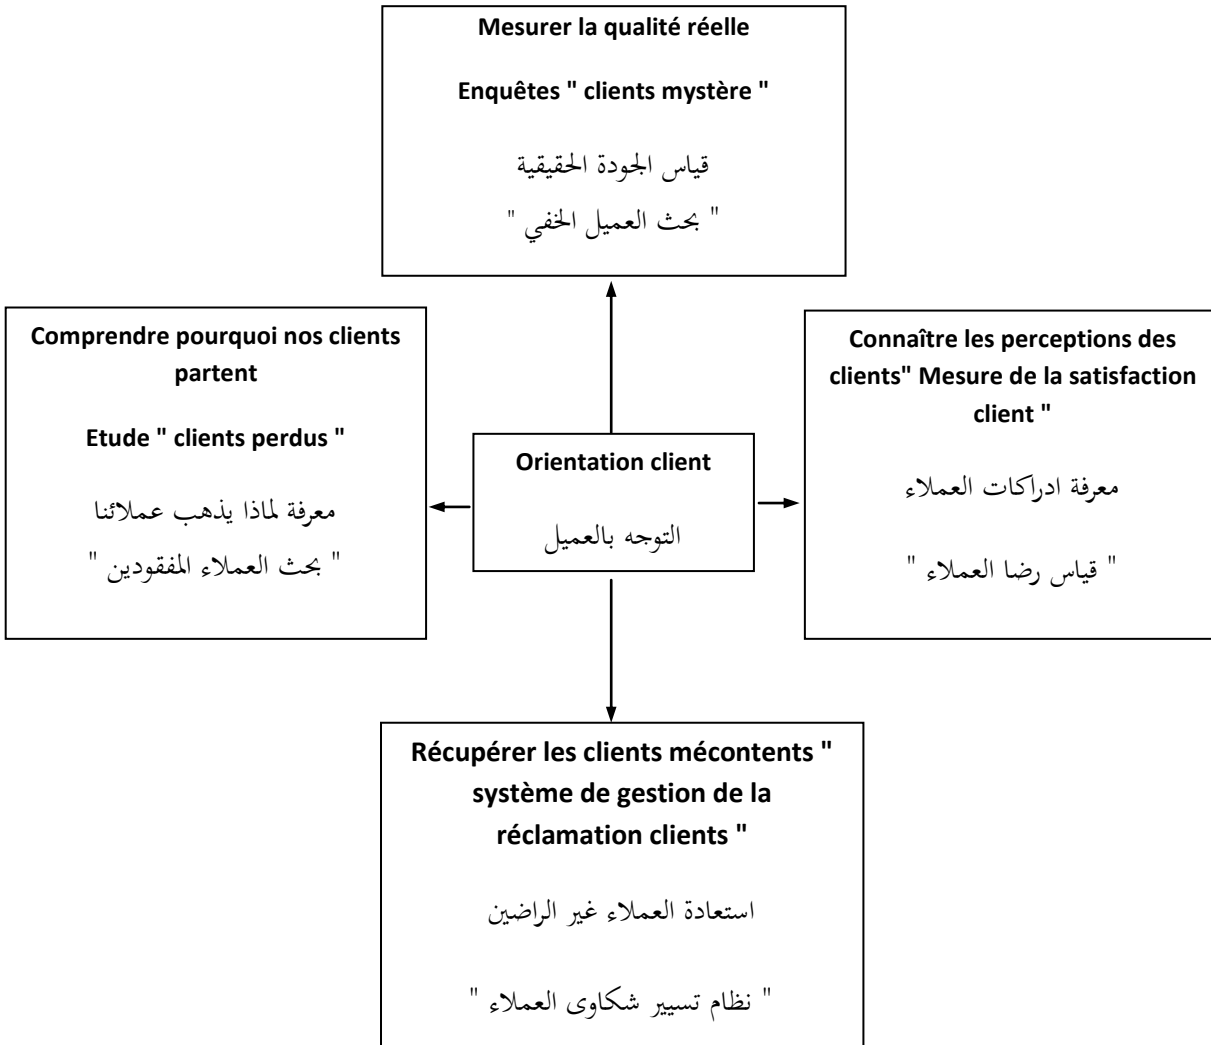 Mesurer la qualité réelle
Enquêtes " clients mystère "
قياس الجودة الحقيقية
" بحث العميل الخفي "
Comprendre pourquoi nos clients
partent
Etude " clients perdus "
معرفة لماذا يذهب عملائنا
" بحث العملاء المفقودين "
Orientation client
التوجه بالعميل
Connaître les perceptions des
clients" Mesure de la satisfaction
client "
معرفة ادراكات العملاء
" قياس رضا العملاء "
Récupérer les clients mécontents "
système de gestion de la
réclamation clients "
استعادة العملاء غير الراضين
" نظام تسيير شكاوى العملاء "